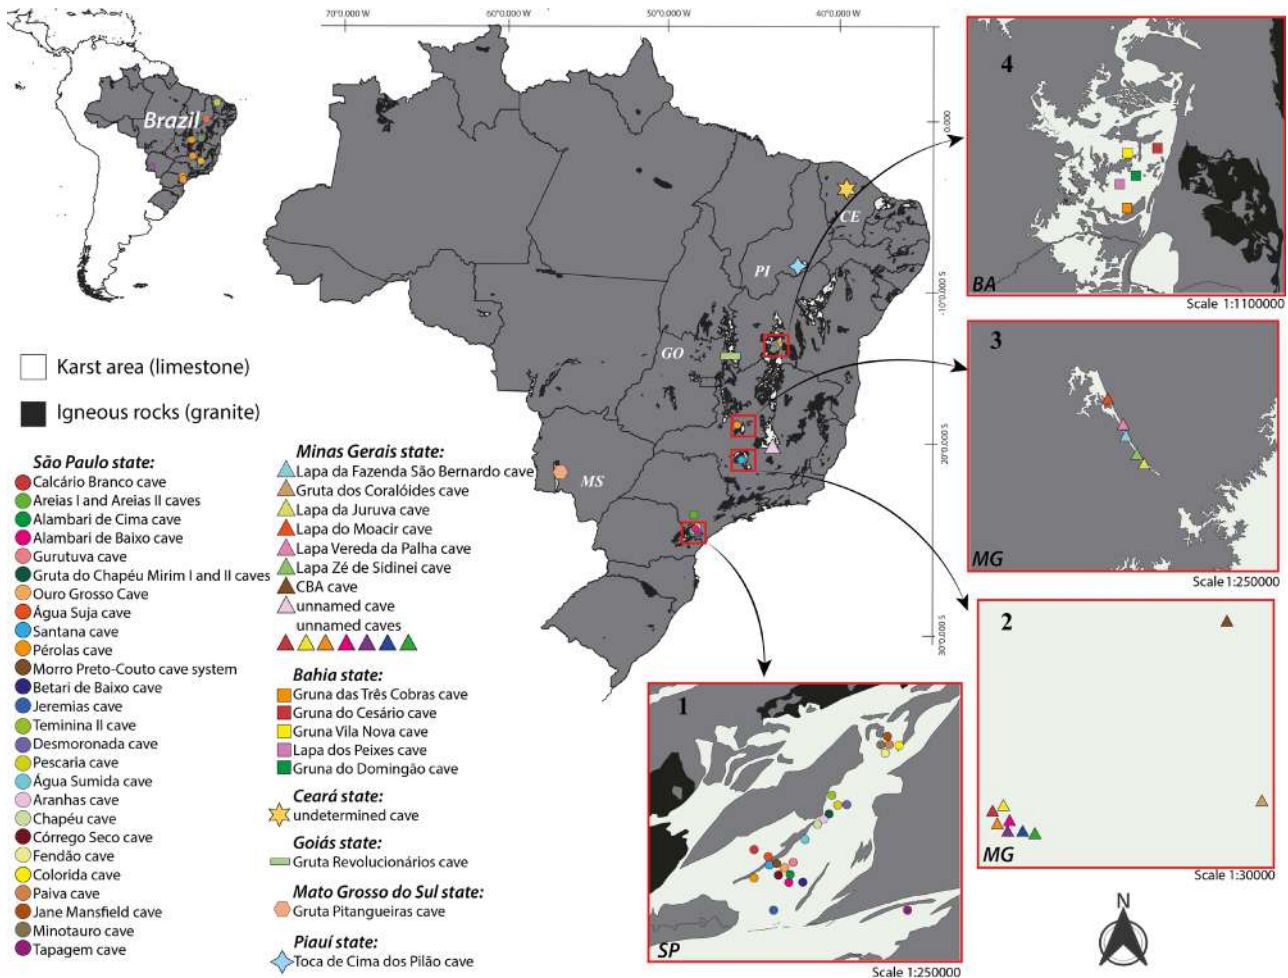 70°0.000 W
60°0.000 W
50°0.000 W
40°0.000 W
0.000
-10°0.000 S
20°0.000 S
30°0.000 S
Brazil
CE
PI
GO
MS
4
BA
Scale 1:1100000
3
MG
Scale 1:250000
2
MG
Scale 1:30000
1
SP
Scale 1:250000
N
Karst area (limestone)
Igneous rocks (granite)
São Paulo state:
Calcário Branco cave
Areias I and Areias II caves
Alambari de Cima cave
Alambari de Baixo cave
Gurutuva cave
Gruta do Chapéu Mirim I and II caves
Ouro Grosso Cave
Água Suja cave
Santana cave
Pérolas cave
Morro Preto-Couto cave system
Betari de Baixo cave
Jeremias cave
Teminina II cave
Desmoronada cave
Pescaria cave
Água Sumida cave
Aranhas cave
Chapéu cave
Córrego Seco cave
Fendão cave
Colorida cave
Paiva cave
Jane Mansfield cave
Minotauro cave
Tapagem cave
Minas Gerais state:
Lapa da Fazenda São Bernardo cave
Gruta dos Coralóides cave
Lapa da Juruva cave
Lapa do Moacir cave
Lapa Vereda da Palha cave
Lapa Zé de Sidinei cave
CBA cave
unnamed cave
unnamed caves
Bahia state:
Gruna das Três Cobras cave
Gruna do Cesário cave
Gruna Vila Nova cave
Lapa dos Peixes cave
Gruna do Domingão cave
Ceará state:
undetermined cave
Goiás state:
Gruta Revolucionários cave
Mato Grosso do Sul state:
Gruta Pitangueiras cave
Piauí state:
Toca de Cima dos Pilão cave